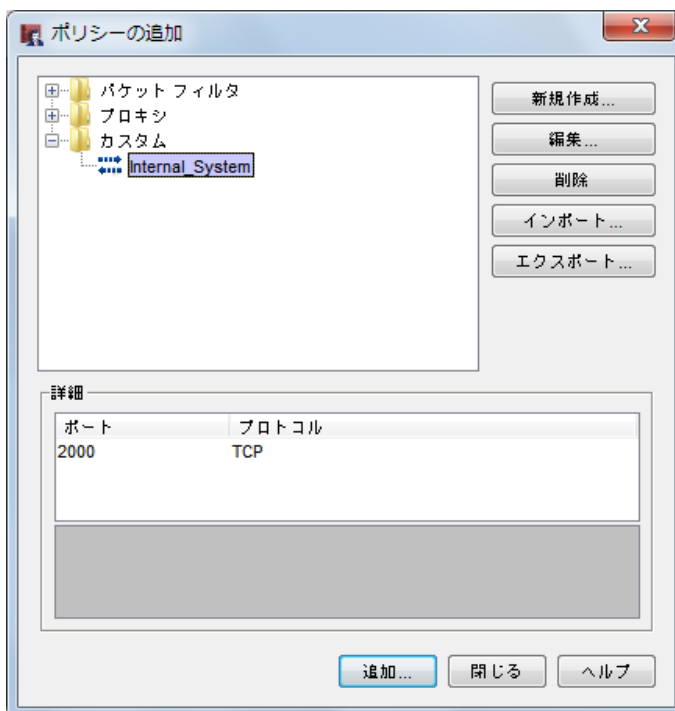 ポリシーの追加
パケット フィルタ
プロキシ
カスタム
Internal_System
新規作成...
編集...
削除
インポート...
エクスポート...
詳細
ポート プロトコル
2000 TCP
追加... 閉じる ヘルプ